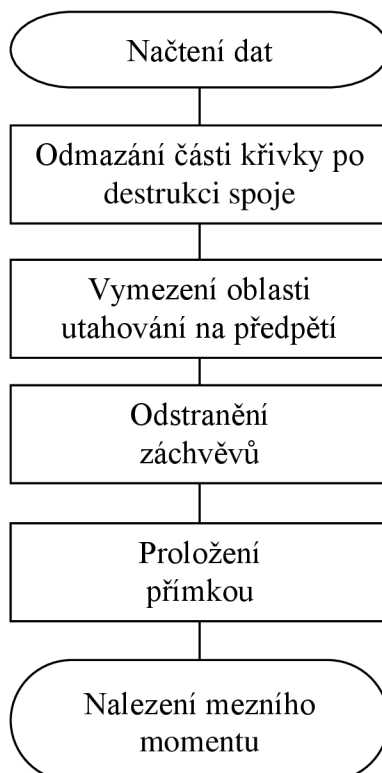 Načtení dat
Odmazání části křivky po
destrukci spoje
Vymezení oblasti
utahování na předpětí
Odstranění
záchvěvů
Proložení
přímkou
Nalezení mezního
momentu